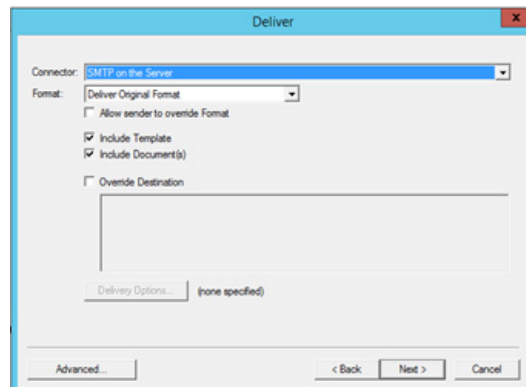 Deliver
x
Connector: SMTP on the Server
Format: Deliver Original Format
Allow sender to override Format
Include Template
Include Document(s)
Override Destination
Delivery Options... (none specified)
Advanced... < Back Next > Cancel